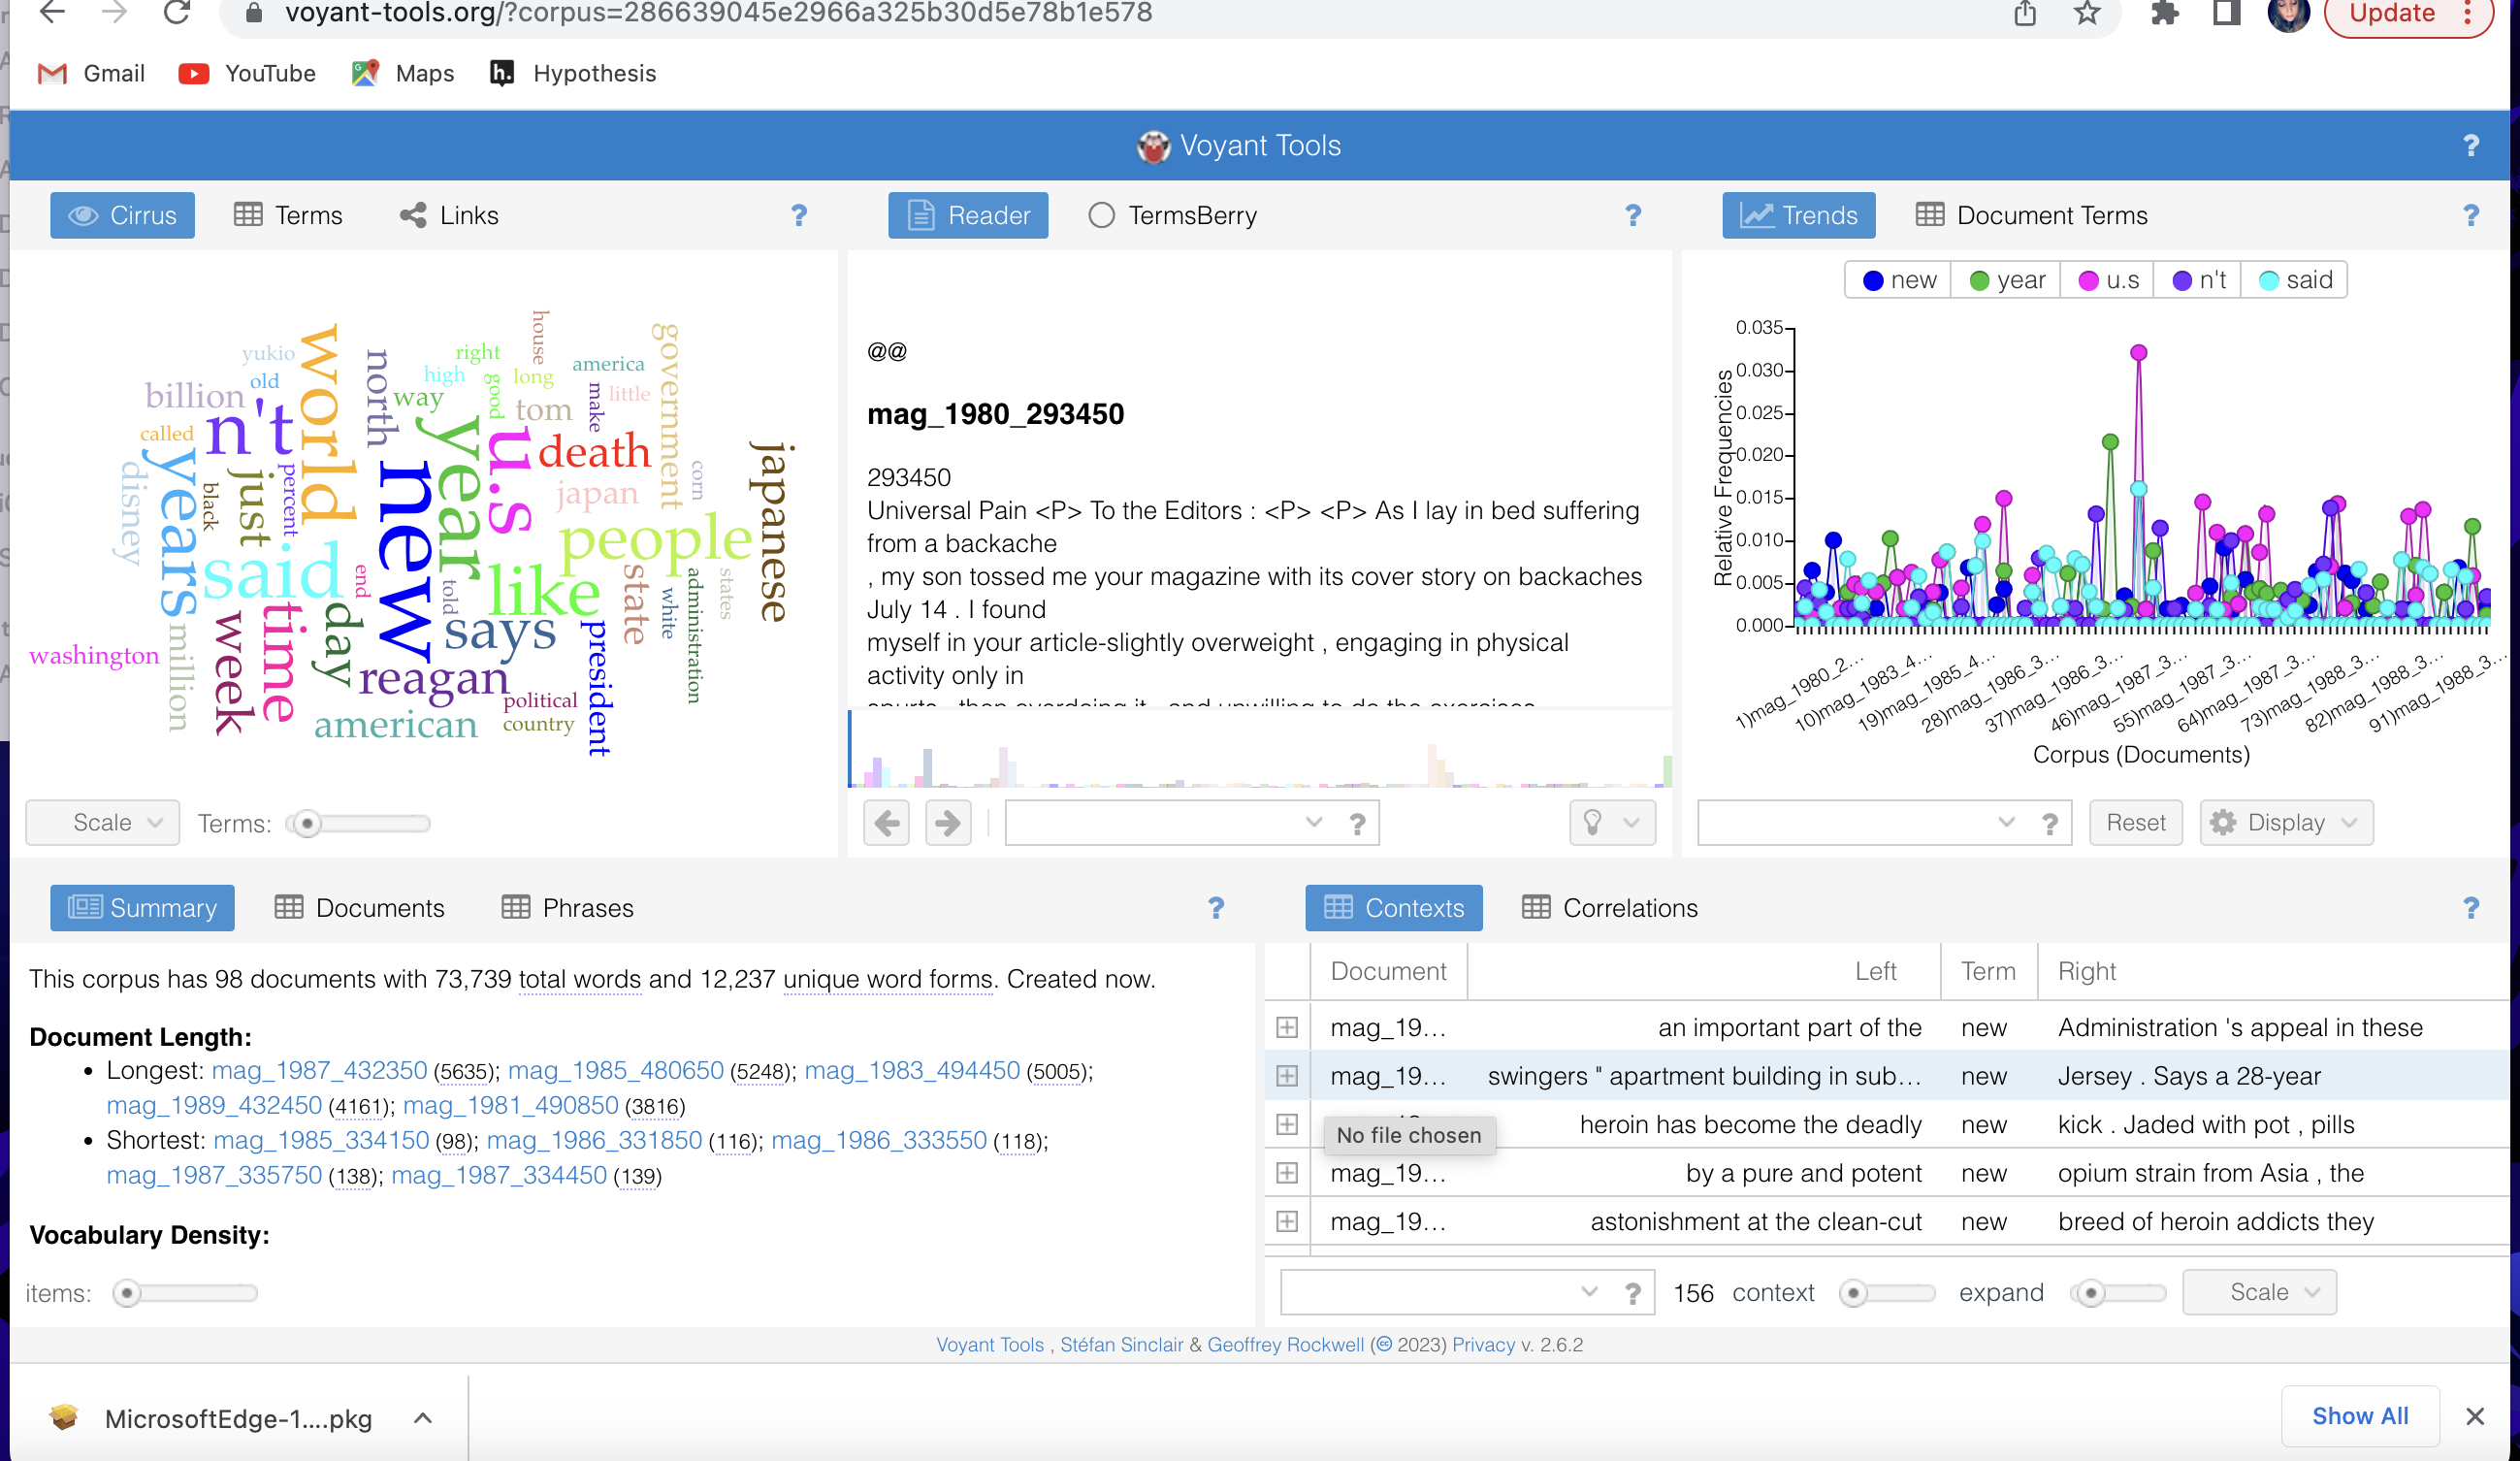 voyant-tools.org/?corpus=286639045e2966a325b30d5e78b1e578
Update
Gmail YouTube Maps h. Hypothesis
Voyant Tools ?
Cirrus Terms Links ?
world
yukio
north
right
house
america
government
old
high
good
long
billion
n't
way
tom
make
little
called
year
u.s
death
japanese
years
just
percent
new
japan
corn
disney
black
people
said
end
told
like
state
white
administration
states
time
day
says
president
washington
million
week
reagan
political
american
country
Scale Terms:
Reader TermsBerry ?
@@
mag_1980_293450
293450
Universal Pain <P> To the Editors : <P> <P> As I lay in bed suffering
from a backache
, my son tossed me your magazine with its cover story on backaches
July 14 . I found
myself in your article-slightly overweight , engaging in physical
activity only in
spurts , then overdoing it , and unwilling to do the exercises
?
Trends Document Terms ?
new year u.s n't said
Relative Frequencies
0.035
0.030
0.025
0.020
0.015
0.010
0.005
0.000
1)mag_1980_2...
10)mag_1983_4...
19)mag_1985_4...
28)mag_1986_3...
37)mag_1986_3...
46)mag_1987_3...
55)mag_1987_3...
64)mag_1987_3...
73)mag_1988_3...
82)mag_1988_3...
91)mag_1988_3...
Corpus (Documents)
? Reset Display
Summary Documents Phrases ?
This corpus has 98 documents with 73,739 total words and 12,237 unique word forms. Created now.
Document Length:
• Longest: mag_1987_432350 (5635); mag_1985_480650 (5248); mag_1983_494450 (5005);
mag_1989_432450 (4161); mag_1981_490850 (3816)
• Shortest: mag_1985_334150 (98); mag_1986_331850 (116); mag_1986_333550 (118);
mag_1987_335750 (138); mag_1987_334450 (139)
Vocabulary Density:
items:
Contexts Correlations ?
Document Left Term Right
mag_19... an important part of the new Administration 's appeal in these
mag_19... swingers " apartment building in sub... new Jersey . Says a 28-year
heroin has become the deadly new kick . Jaded with pot , pills
No file chosen
mag_19... by a pure and potent new opium strain from Asia , the
mag_19... astonishment at the clean-cut new breed of heroin addicts they
? 156 context expand Scale
Voyant Tools , Stéfan Sinclair & Geoffrey Rockwell (cc 2023) Privacy v. 2.6.2
MicrosoftEdge-1....pkg
Show All